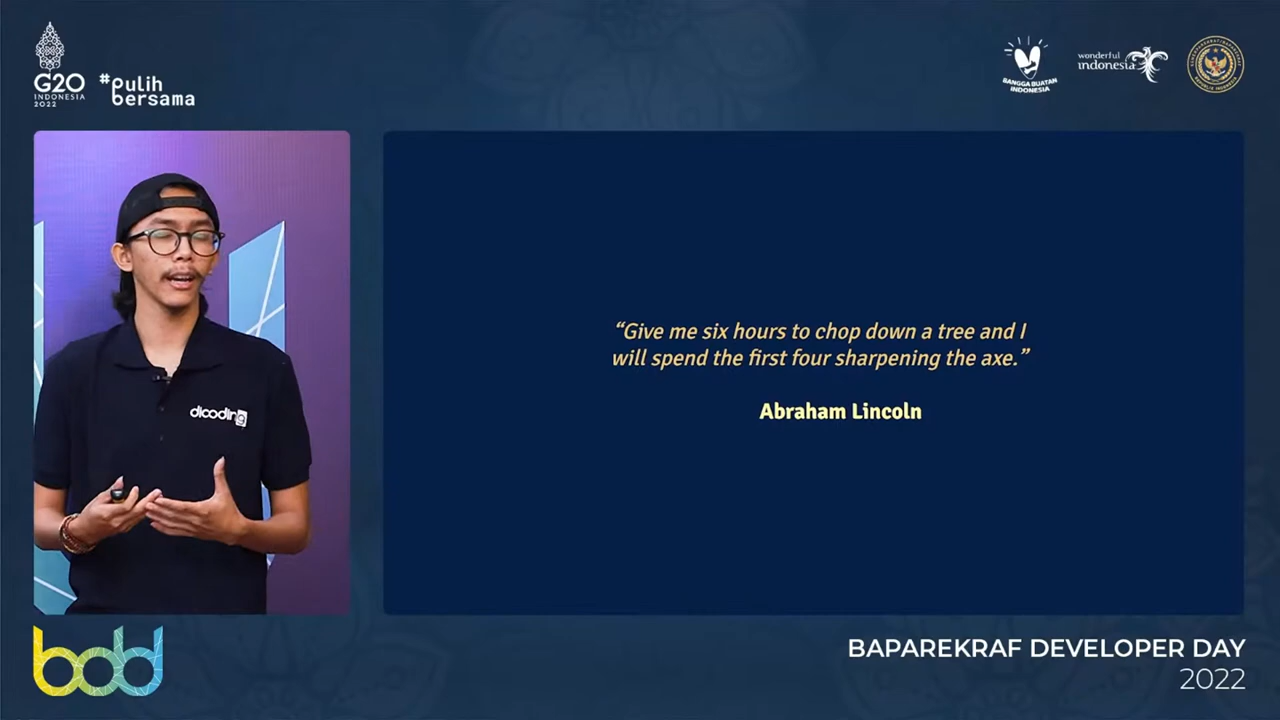 G20
INDONESIA
2022
#pulih
bersama
BANGGA BUATAN
INDONESIA
wonderful
indonesia
dicoding
“Give me six hours to chop down a tree and I
will spend the first four sharpening the axe.”
Abraham Lincoln
bdd
BAPAREKRAF DEVELOPER DAY
2022